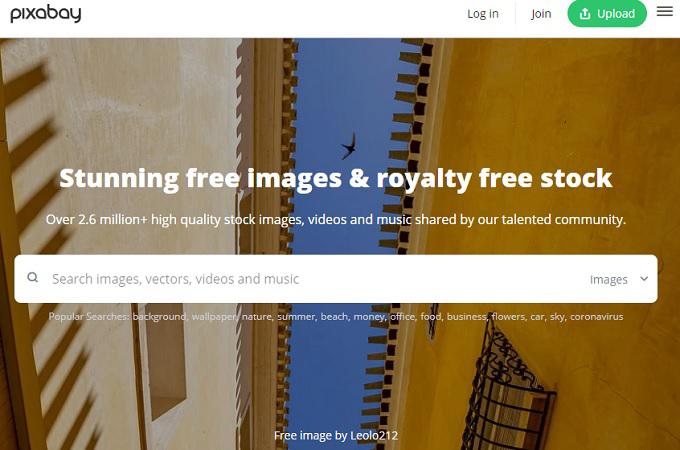 pixabay
Log in
Join
Upload
Stunning free images & royalty free stock
Over 2.6 million+ high quality stock images, videos and music shared by our talented community.
Search images, vectors, videos and music
Images
Popular Searches: background, wallpaper, nature, summer, beach, money, office, food, business, flowers, car, sky, coronavirus
Free image by Leolo212